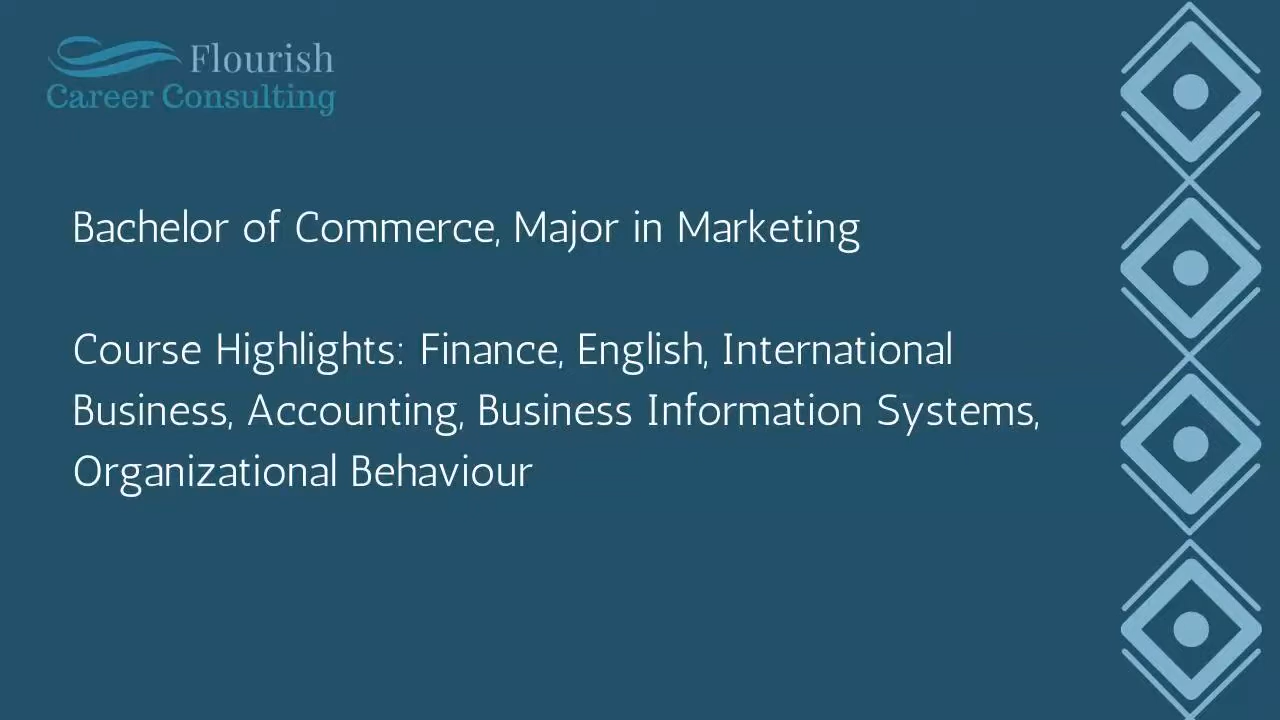 Flourish
Career Consulting
Bachelor of Commerce, Major in Marketing
Course Highlights: Finance, English, International
Business, Accounting, Business Information Systems,
Organizational Behaviour